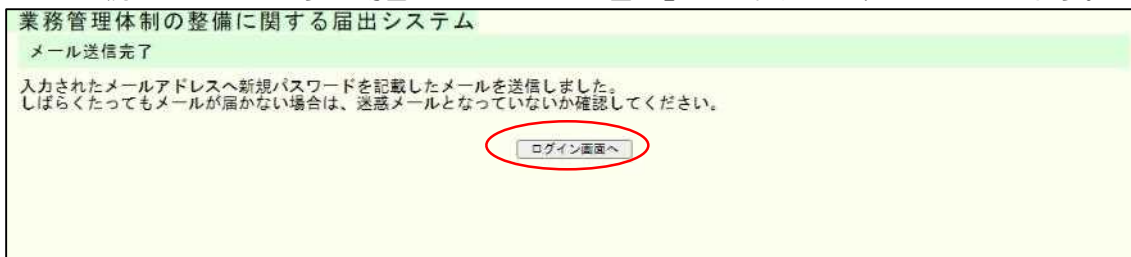 業務管理体制の整備に関する届出システム
メール送信完了
入力されたメールアドレスへ新規パスワードを記載したメールを送信しました。
しばらくたってもメールが届かない場合は、迷惑メールとなっていないか確認してください。
ログイン画面へ